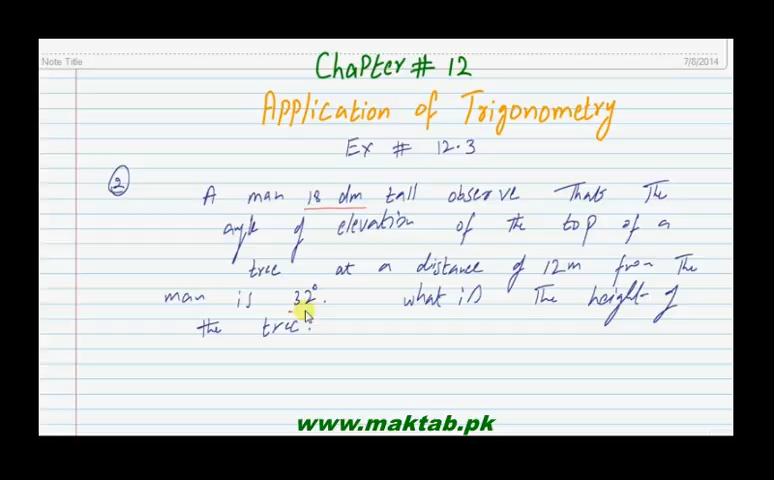 Note Title
7/8/2014
Chapter # 12
Application of Trigonometry
Ex # 12.3
2 A man 18 dm tall observe thats the
angle of elevation of the top of a
tree at a distance of 12m from the
man is 32°. what is the height of
the tree?
www.maktab.pk